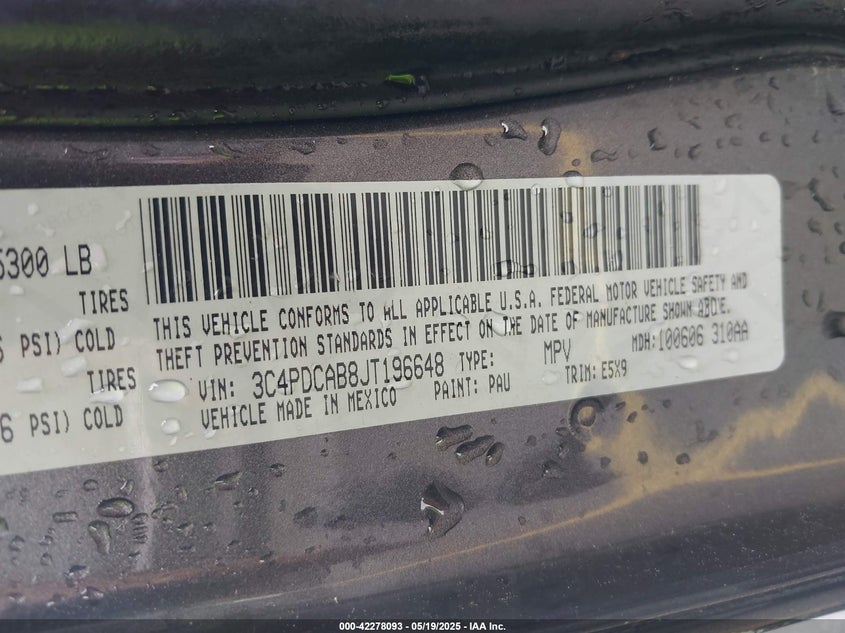 5300 LB
TIRES
PSI) COLD
TIRES
6 PSI) COLD
THIS VEHICLE CONFORMS TO ALL APPLICABLE U.S.A. FEDERAL MOTOR VEHICLE SAFETY AND
THEFT PREVENTION STANDARDS IN EFFECT ON THE DATE OF MANUFACTURE SHOWN ABOVE.
VIN: 3C4PDCAB8JT196648 TYPE: MPV MDH: 100606 310AA
VEHICLE MADE IN MEXICO PAINT: PAU TRIM: E5X9
000-42278093 - 05/19/2025 - IAA Inc.